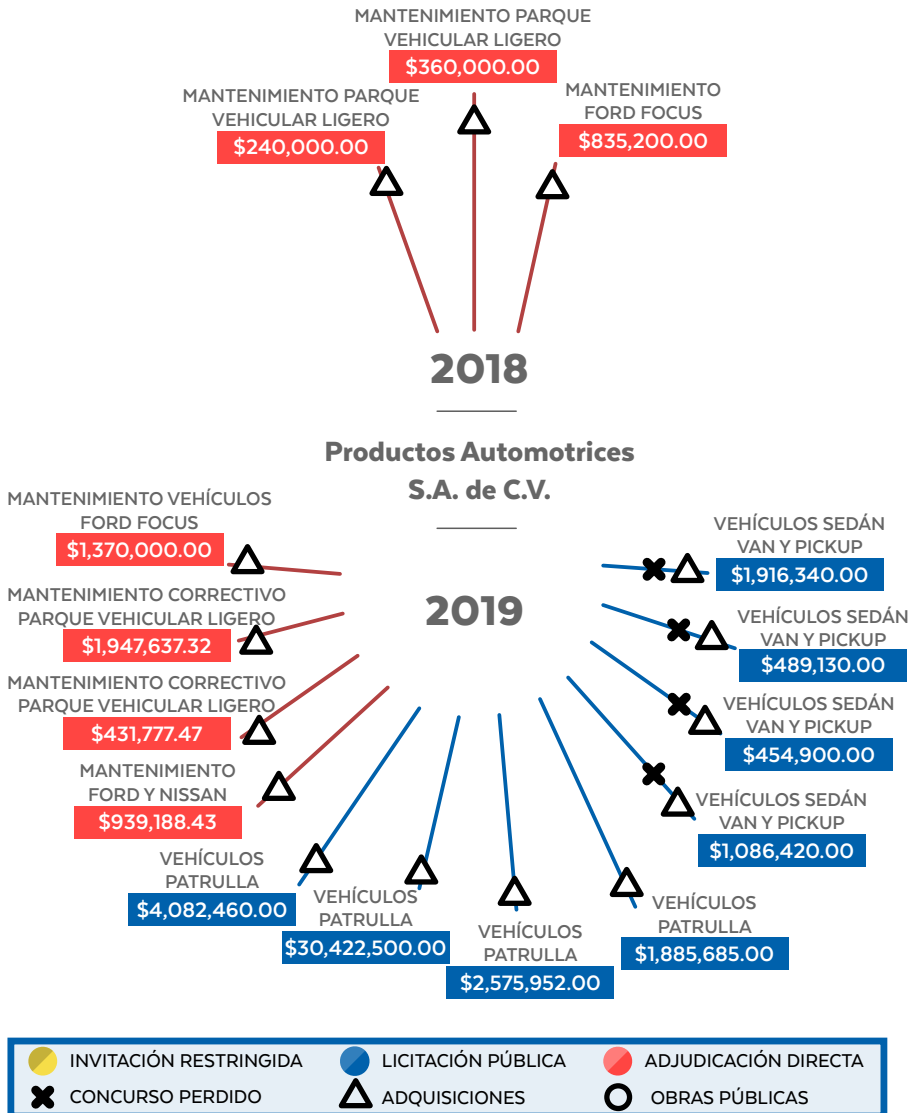 MANTENIMIENTO PARQUE
VEHICULAR LIGERO
$360,000.00
MANTENIMIENTO PARQUE
VEHICULAR LIGERO
$240,000.00
MANTENIMIENTO
FORD FOCUS
$835,200.00
2018
Productos Automotrices
S.A. de C.V.
2019
MANTENIMIENTO VEHÍCULOS
FORD FOCUS
$1,370,000.00
MANTENIMIENTO CORRECTIVO
PARQUE VEHICULAR LIGERO
$1,947,637.32
MANTENIMIENTO CORRECTIVO
PARQUE VEHICULAR LIGERO
$431,777.47
MANTENIMIENTO
FORD Y NISSAN
$939,188.43
VEHÍCULOS
PATRULLA
$4,082,460.00
VEHÍCULOS
PATRULLA
$30,422,500.00
VEHÍCULOS
PATRULLA
$2,575,952.00
VEHÍCULOS
PATRULLA
$1,885,685.00
VEHÍCULOS SEDÁN
VAN Y PICKUP
$1,916,340.00
VEHÍCULOS SEDÁN
VAN Y PICKUP
$489,130.00
VEHÍCULOS SEDÁN
VAN Y PICKUP
$454,900.00
VEHÍCULOS SEDÁN
VAN Y PICKUP
$1,086,420.00
INVITACIÓN RESTRINGIDA
LICITACIÓN PÚBLICA
ADJUDICACIÓN DIRECTA
CONCURSO PERDIDO
ADQUISICIONES
OBRAS PÚBLICAS